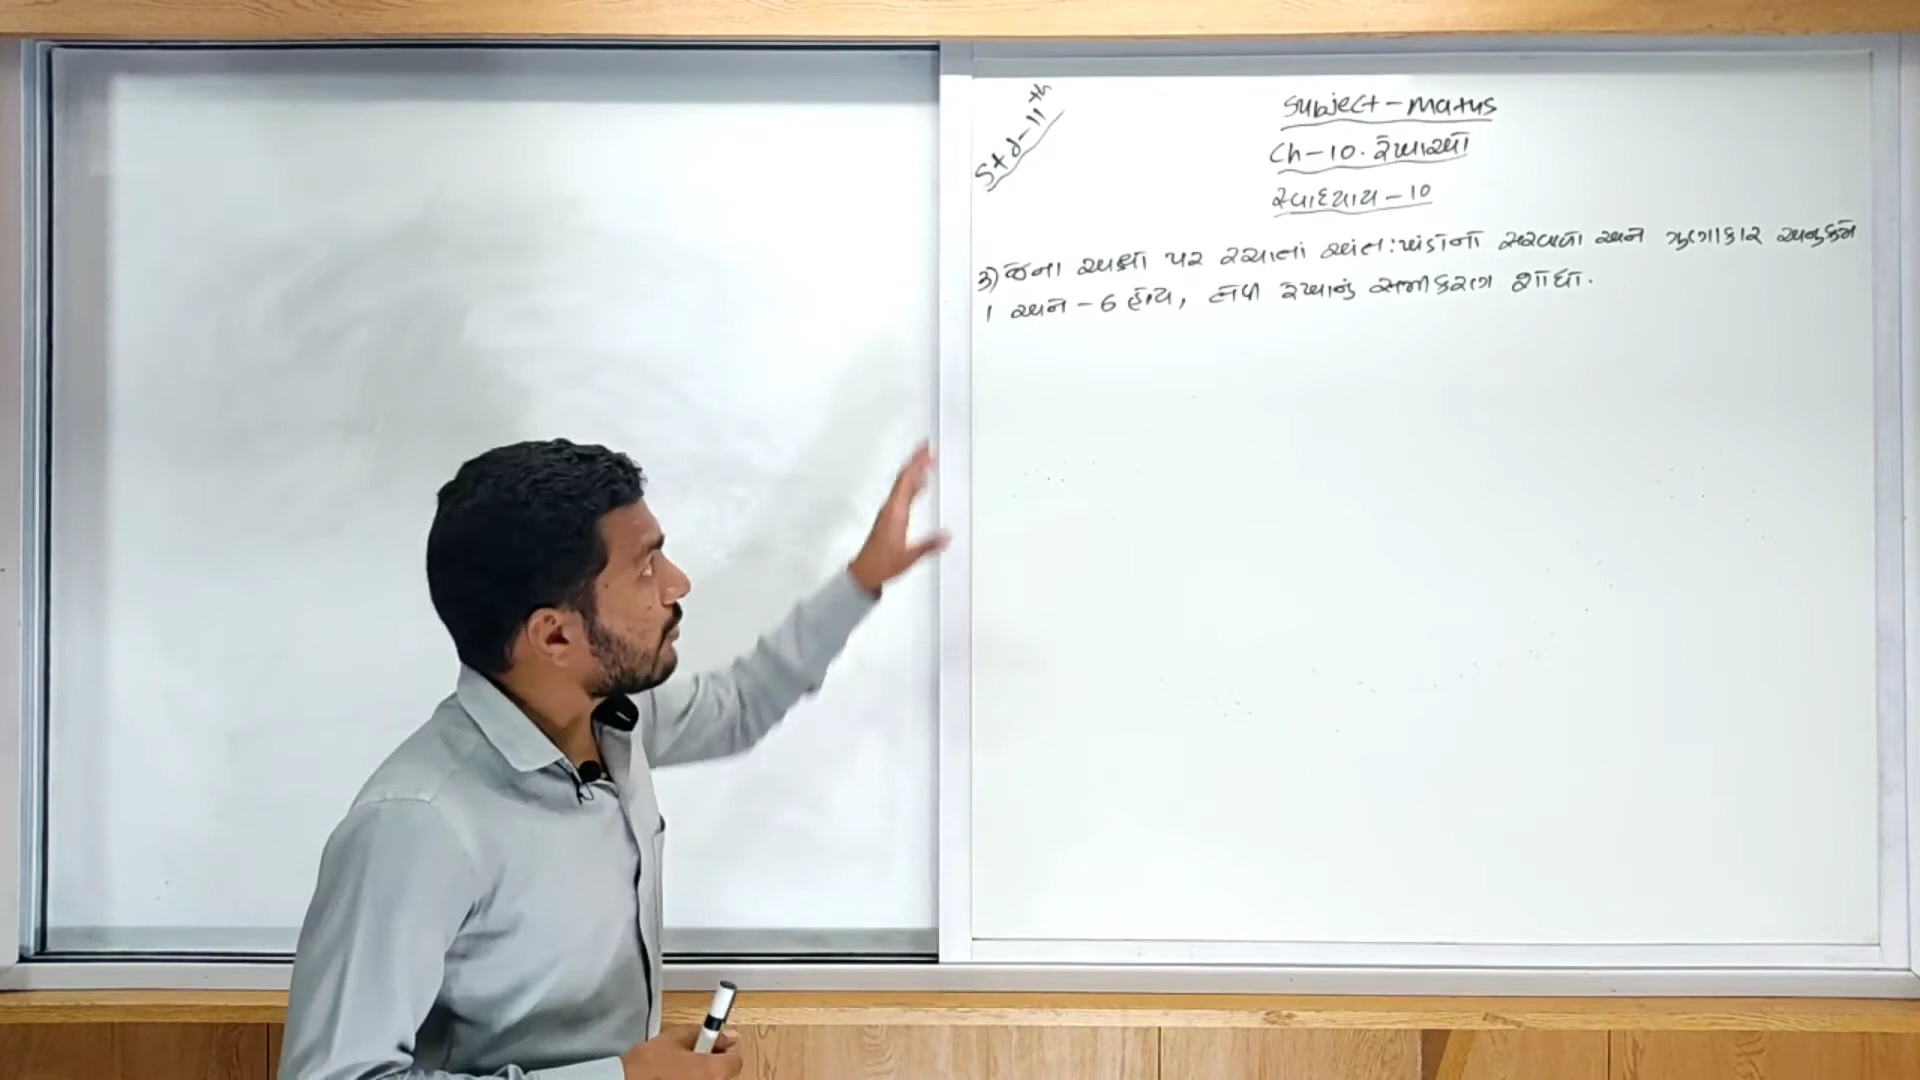 Std-11th
Subject-Maths
Ch-10. રેખાઓ
સ્વાધ્યાય-10
3) જેના અક્ષો પર રચાતાં અંતઃખંડોનો સરવાળો અને ગુણાકાર અનુક્રમે
1 અને -6 હોય, તેવી રેખાનું સમીકરણ શોધો.